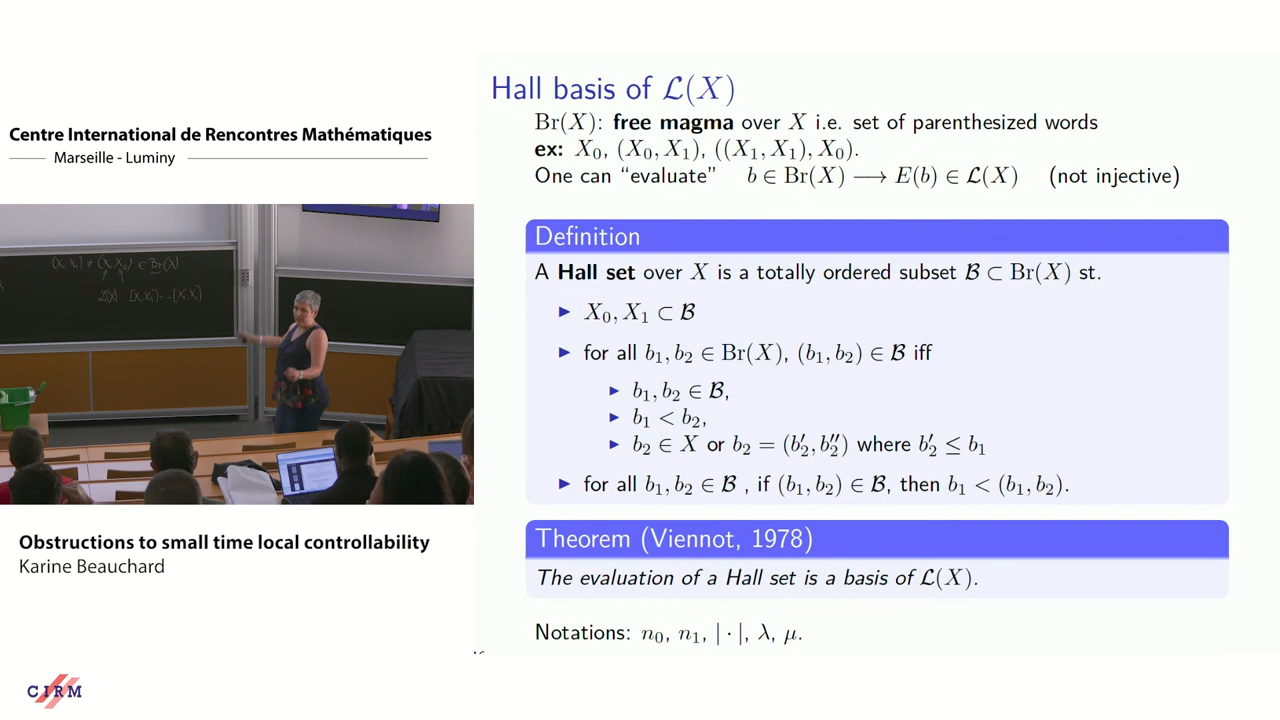 Centre International de Rencontres Mathématiques
Marseille - Luminy
Obstructions to small time local controllability
Karine Beauchard
CIRM
Hall basis of 𝓛(X)
Br(X): free magma over X i.e. set of parenthesized words
ex: X₀, (X₀, X₁), ((X₁, X₁), X₀).
One can “evaluate” b ∈ Br(X) ⟶ E(b) ∈ 𝓛(X) (not injective)
Definition
A Hall set over X is a totally ordered subset 𝓑 ⊂ Br(X) st.
▶ X₀, X₁ ⊂ 𝓑
▶ for all b₁, b₂ ∈ Br(X), (b₁, b₂) ∈ 𝓑 iff
▶ b₁, b₂ ∈ 𝓑,
▶ b₁ < b₂,
▶ b₂ ∈ X or b₂ = (b₂′, b₂″) where b₂′ ≤ b₁
▶ for all b₁, b₂ ∈ 𝓑 , if (b₁, b₂) ∈ 𝓑, then b₁ < (b₁, b₂).
Theorem (Viennot, 1978)
The evaluation of a Hall set is a basis of 𝓛(X).
Notations: n₀, n₁, | · |, λ, μ.